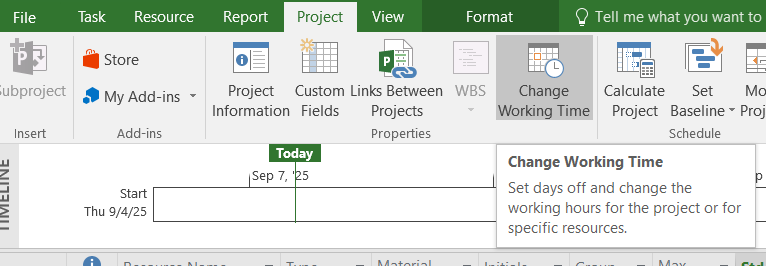 File Task Resource Report Project View Format Tell me what you want to
Subproject
Store
My Add-ins
Project Information
Custom Fields
Links Between Projects
WBS
Change Working Time
Calculate Project
Set Baseline
Insert Add-ins Properties Schedule
Today
Sep 7, '25
Start
Thu 9/4/25
TIMELINE
Change Working Time
Set days off and change the
working hours for the project or for
specific resources.
Resource Name Type Material Initials Group Max. Std